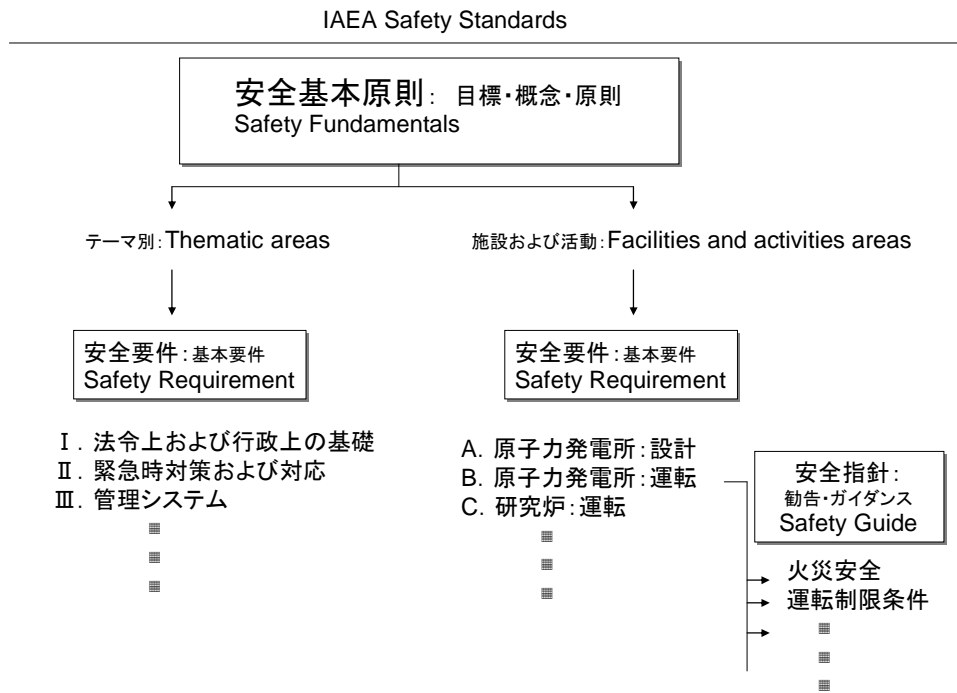 IAEA Safety Standards
安全基本原則： 目標・概念・原則
Safety Fundamentals
テーマ別：Thematic areas
施設および活動：Facilities and activities areas
安全要件：基本要件
Safety Requirement
安全要件：基本要件
Safety Requirement
Ⅰ．法令上および行政上の基礎
Ⅱ．緊急時対策および対応
Ⅲ．管理システム
A．原子力発電所：設計
B．原子力発電所：運転
C．研究炉：運転
安全指針：
勧告・ガイダンス
Safety Guide
火災安全
運転制限条件